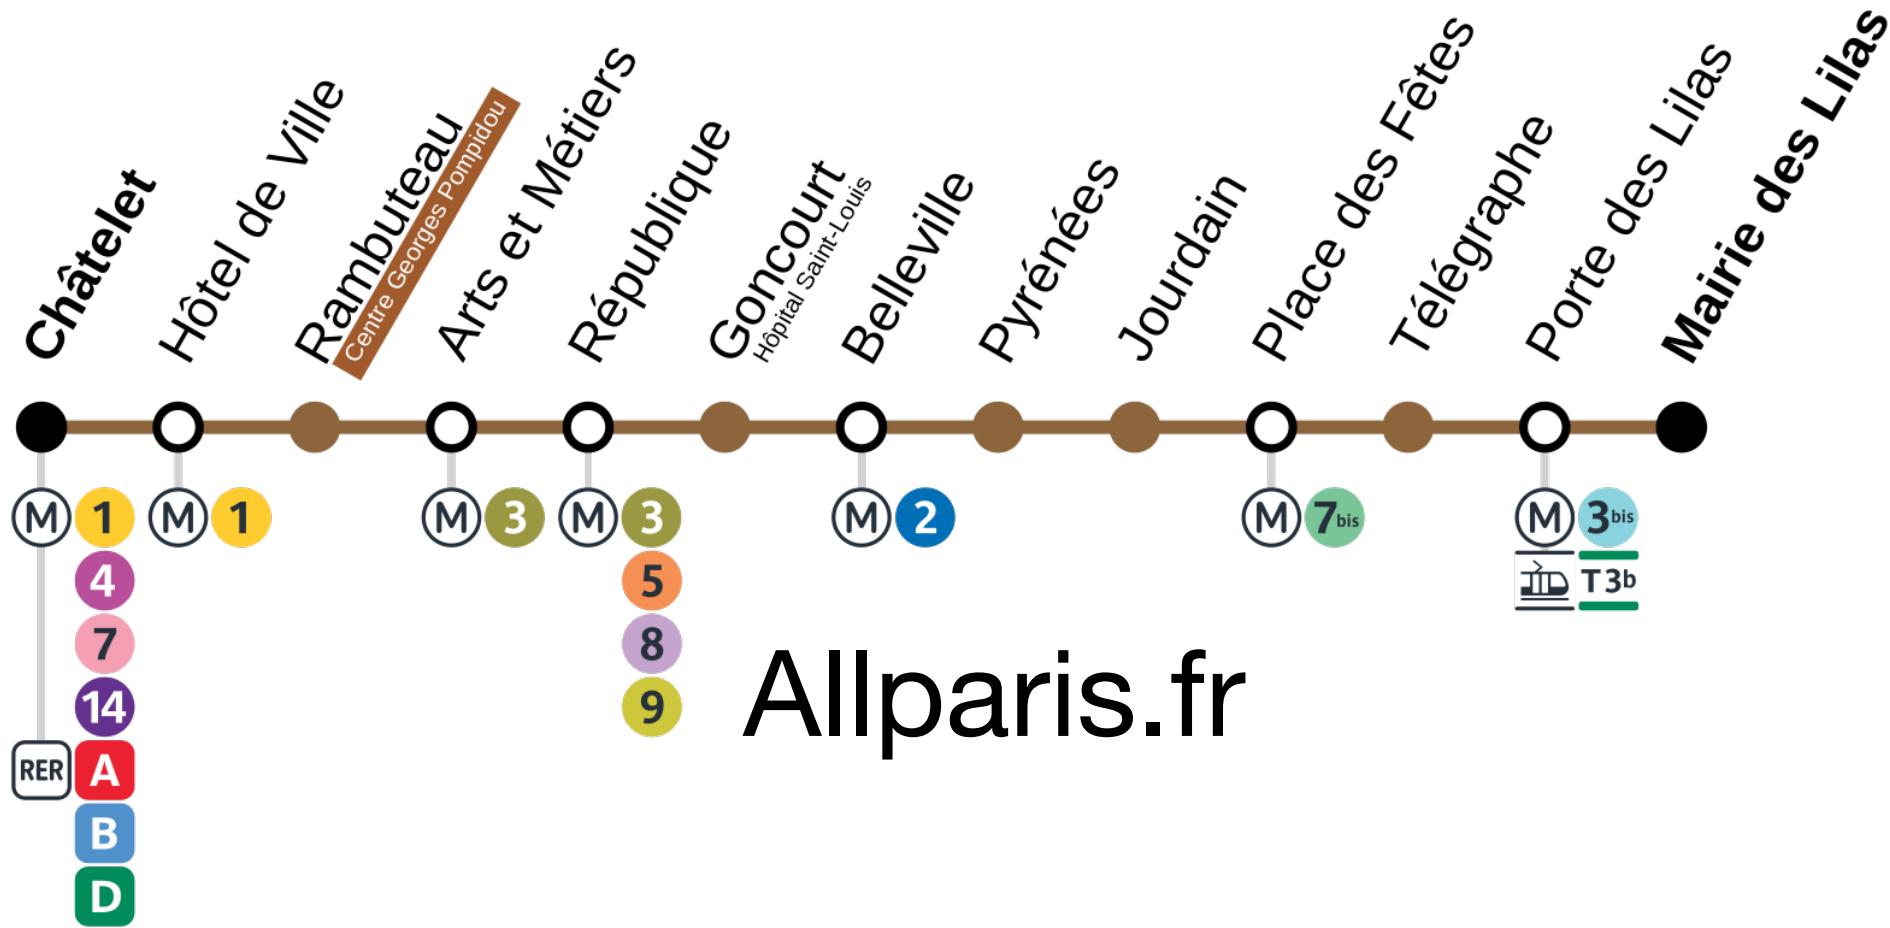 Châtelet
Hôtel de Ville
Rambuteau
Centre Georges Pompidou
Arts et Métiers
République
Goncourt
Hôpital Saint-Louis
Belleville
Pyrénées
Jourdain
Place des Fêtes
Télégraphe
Porte des Lilas
Mairie des Lilas
M 1
4
7
14
RER A
B
D
M 1
M 3
M 3
5
8
9
M 2
M 7bis
M 3bis
T3b
Allparis.fr